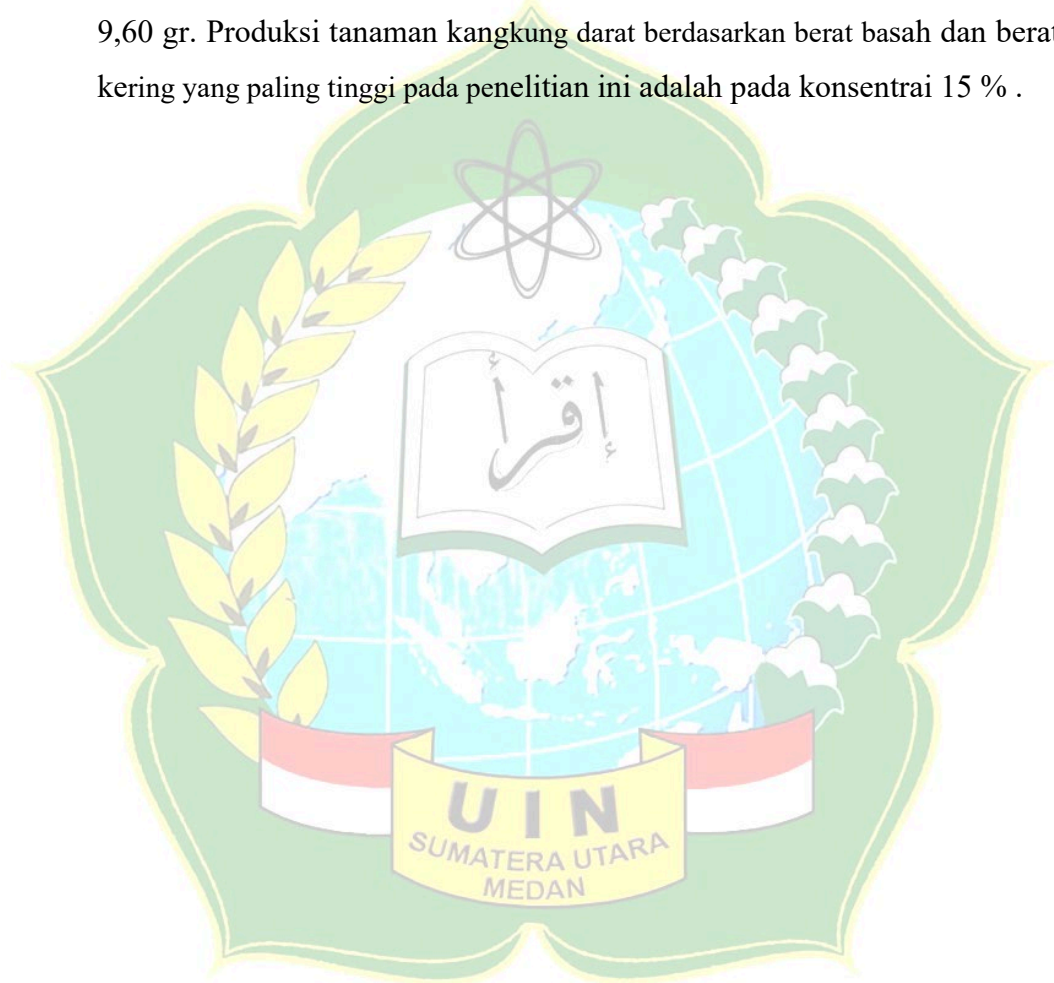 9,60 gr. Produksi tanaman kangkung darat berdasarkan berat basah dan berat
kering yang paling tinggi pada penelitian ini adalah pada konsentrai 15 % .
إقرأ
UIN
SUMATERA UTARA
MEDAN